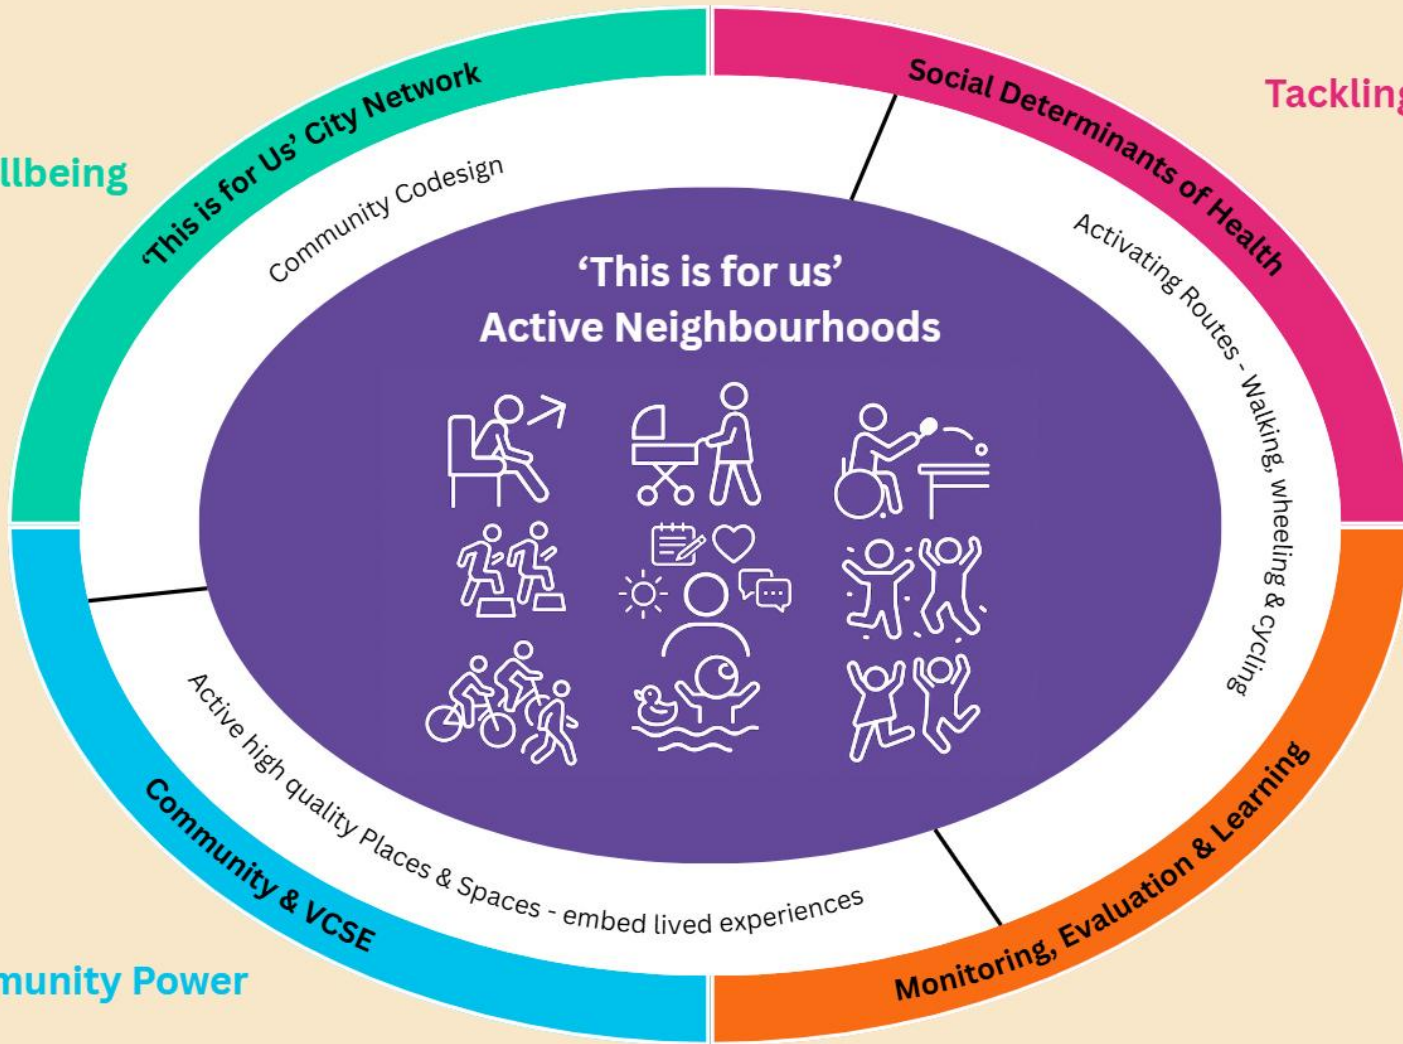 ‘This is for Us’ City Network
Social Determinants of Health
Tackling
llbeing
Community Codesign
Activating Routes - Walking, wheeling & cycling
‘This is for us’
Active Neighbourhoods
Active high quality Places & Spaces - embed lived experiences
Community & VCSE
Monitoring, Evaluation & Learning
munity Power